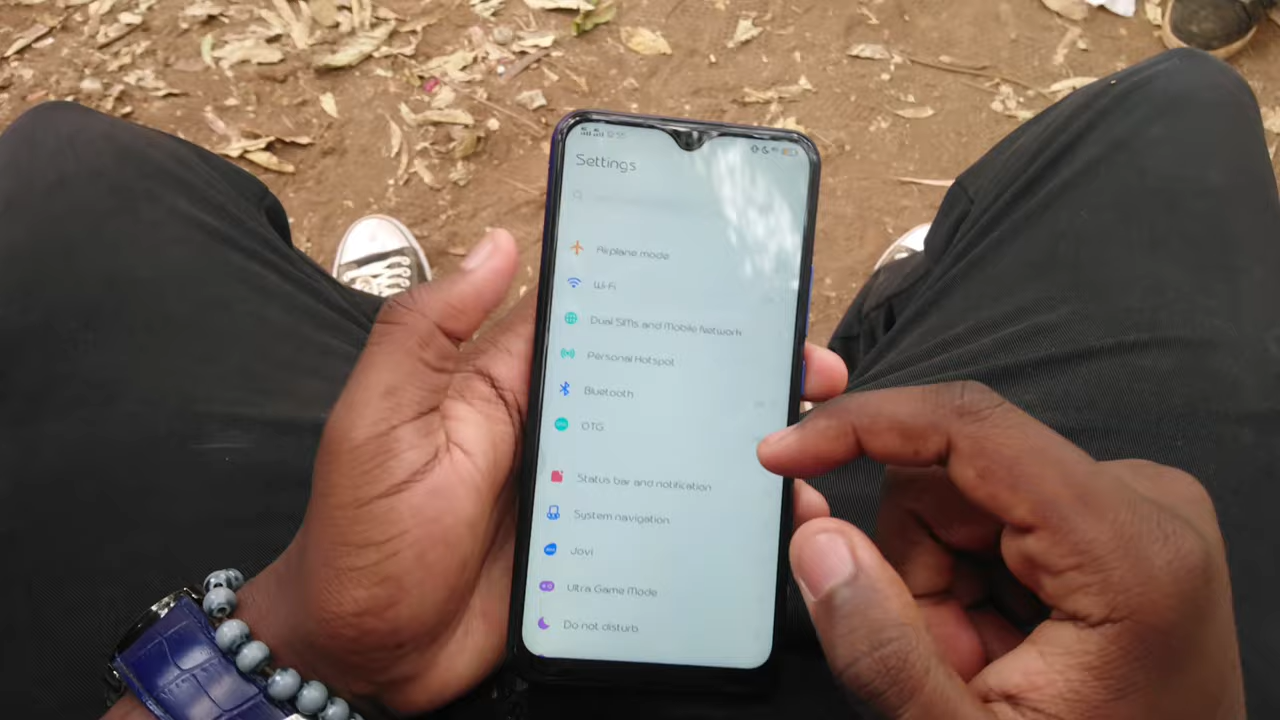 Settings
Airplane mode
Wi-Fi
Dual SIMs and Mobile Network
Personal Hotspot
Bluetooth
OTG
Status bar and notification
System navigation
Jovi
Ultra Game Mode
Do not disturb